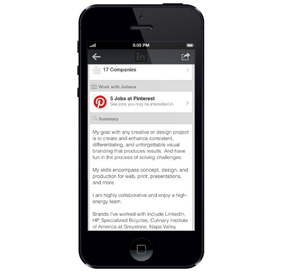 5:05 PM
in
17 Companies
Work with Juliana
5 Jobs at Pinterest
See jobs you may be interested in.
Summary
My goal with any creative or design project
is to create and enhance consistent,
differentiating, and unforgettable visual
branding that produces results. And have
fun in the process of solving challenges.
My skills encompass concept, design, and
production for web, print, presentations,
and more.
I am highly collaborative and enjoy a high-
energy team.
Brands I've worked with include LinkedIn,
HP, Specialized Bicycles, Culinary Institute
of America at Greystone, Napa Valley